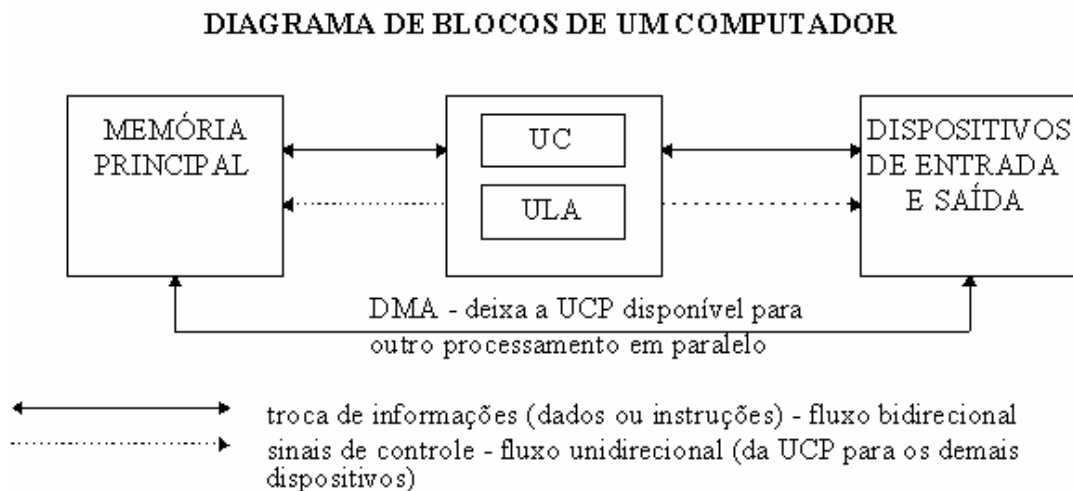 DIAGRAMA DE BLOCOS DE UM COMPUTADOR
MEMÓRIA
PRINCIPAL
UC
ULA
DISPOSITIVOS
DE ENTRADA
E SAÍDA
DMA - deixa a UCP disponível para
outro processamento em paralelo
troca de informações (dados ou instruções) - fluxo bidirecional
sinais de controle - fluxo unidirecional (da UCP para os demais
dispositivos)